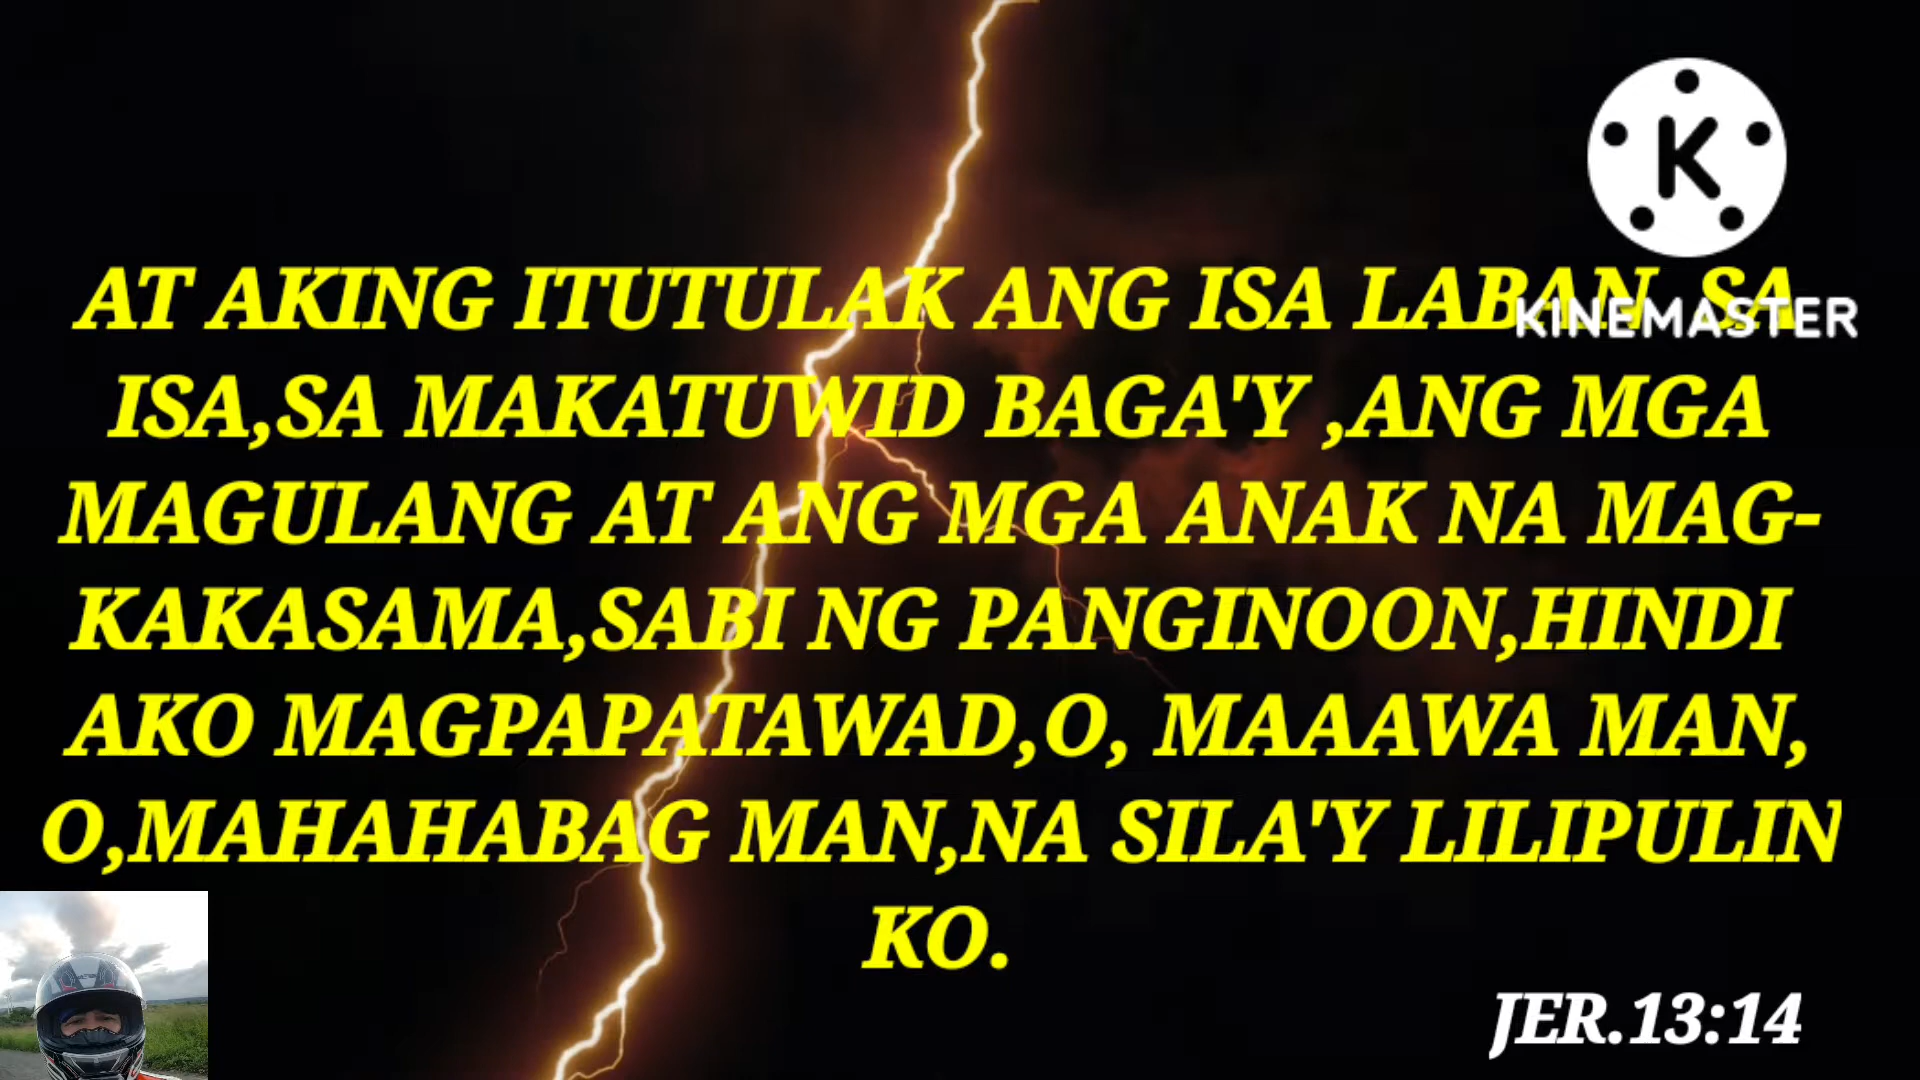 K
KINEMASTER
AT AKING ITUTULAK ANG ISA LABAN SA
ISA,SA MAKATUWID BAGA'Y ,ANG MGA
MAGULANG AT ANG MGA ANAK NA MAG-
KAKASAMA,SABI NG PANGINOON,HINDI
AKO MAGPAPATAWAD,O, MAAAWA MAN,
O,MAHAHABAG MAN,NA SILA'Y LILIPULIN
KO.
JER.13:14